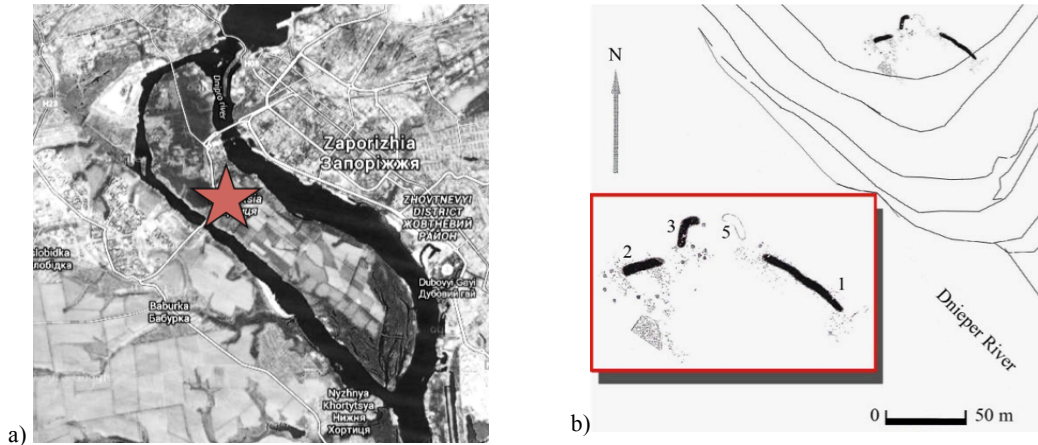 a)
Dnipro river
Zaporizhia
Запоріжжя
ZHOVTNEVYI
DISTRICT
ЖОВТНЕВИЙ
РАЙОН
Dubovyi Gayi
Дубовий гай
Baburka
Бабурка
Nyzhnya
Khortytsya
Нижня
Хортиця
b)
N
3
5
2
1
Dnieper River
0 50 m